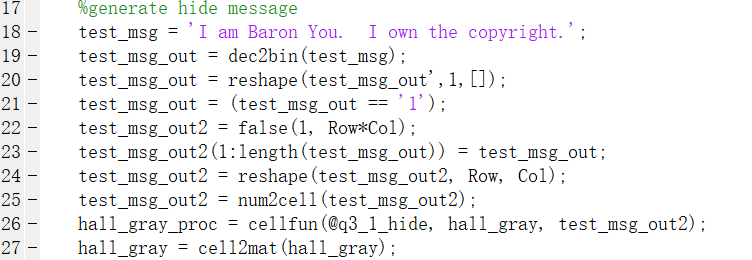 17 %generate hide message
18 - test_msg = 'I am Baron You.  I own the copyright.';
19 - test_msg_out = dec2bin(test_msg);
20 - test_msg_out = reshape(test_msg_out',1,[]);
21 - test_msg_out = (test_msg_out == '1');
22 - test_msg_out2 = false(1, Row*Col);
23 - test_msg_out2(1:length(test_msg_out)) = test_msg_out;
24 - test_msg_out2 = reshape(test_msg_out2, Row, Col);
25 - test_msg_out2 = num2cell(test_msg_out2);
26 - hall_gray_proc = cellfun(@q3_1_hide, hall_gray, test_msg_out2);
27 - hall_gray = cell2mat(hall_gray);